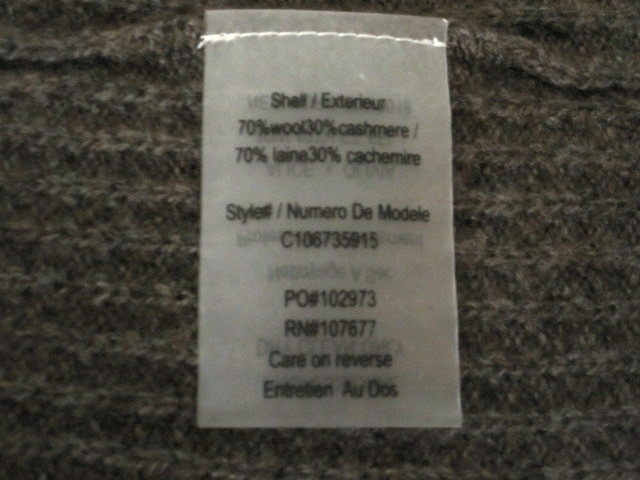 Shell / Exterieur
70%wool30%cashmere /
70% laine30% cachemire
Style# / Numero De Modele
C106735915
PO#102973
RN#107677
Care on reverse
Entretien Au Dos